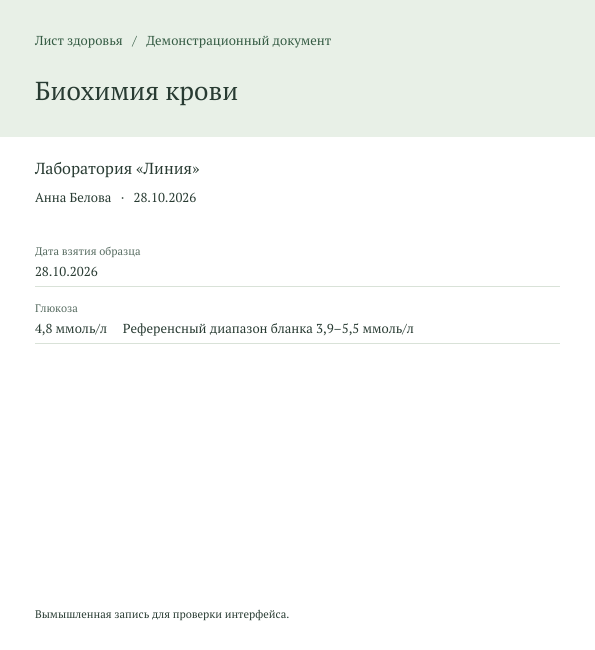 Лист здоровья / Демонстрационный документ
Биохимия крови
Лаборатория «Линия»
Анна Белова · 28.10.2026
Дата взятия образца
28.10.2026
Глюкоза
4,8 ммоль/л Референсный диапазон бланка 3,9–5,5 ммоль/л
Вымышленная запись для проверки интерфейса.